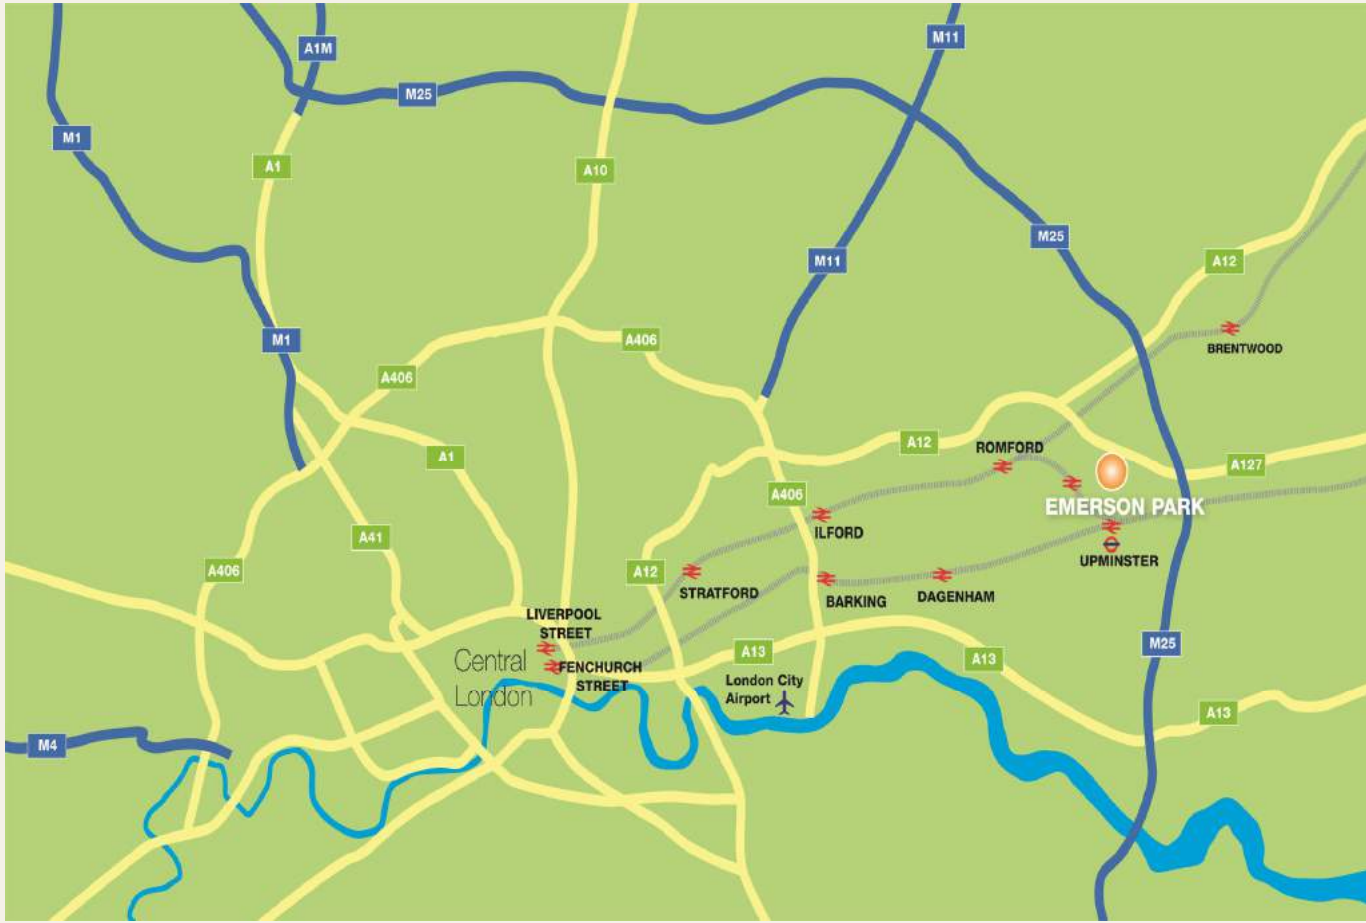 M11
A1M
M25
M1
A1
A10
M25
M11
A12
M1
A406
BRENTWOOD
A406
A12
ROMFORD
A1
A127
A406
EMERSON PARK
ILFORD
A41
UPMINSTER
A406
A12
STRATFORD
BARKING
DAGENHAM
LIVERPOOL
STREET
M25
A13
A13
Central
London
FENCHURCH
STREET
London City
Airport
A13
M4